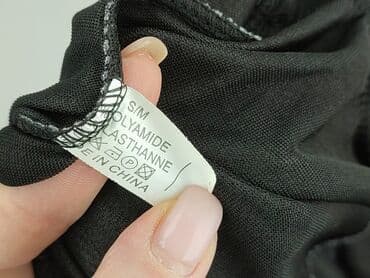 S/M
OLYAMIDE
LASTHANNE
E IN CHINA